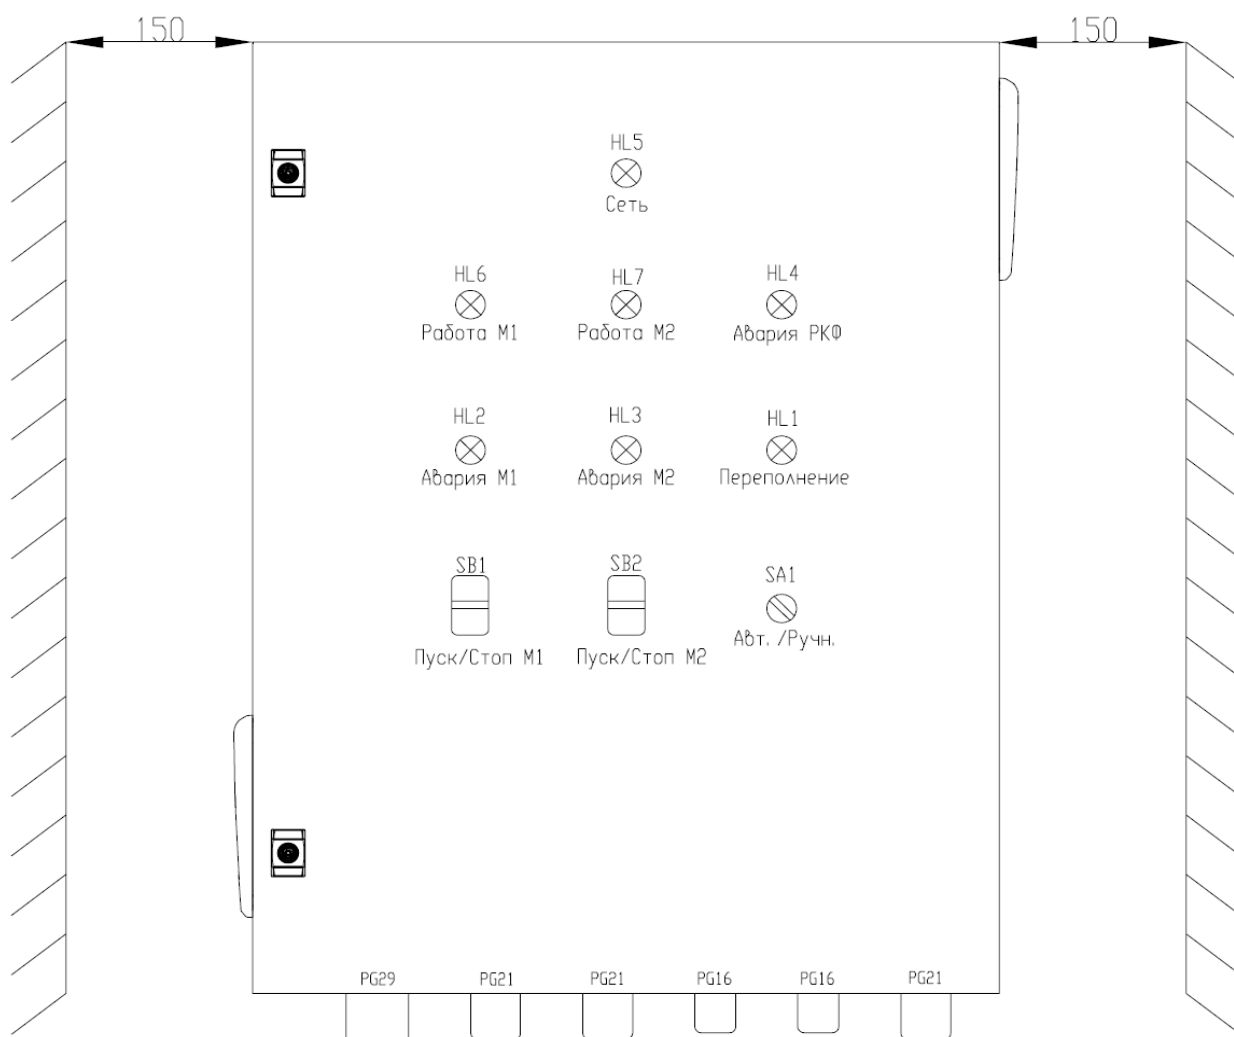 150
150
HL5
Сеть
HL6
HL7
HL4
Работа М1
Работа М2
Авария РКФ
HL2
HL3
HL1
Авария М1
Авария М2
Переполнение
SB1
SB2
SA1
Пуск/Стоп М1
Пуск/Стоп М2
Авт. /Ручн.
PG29
PG21
PG21
PG16
PG16
PG21